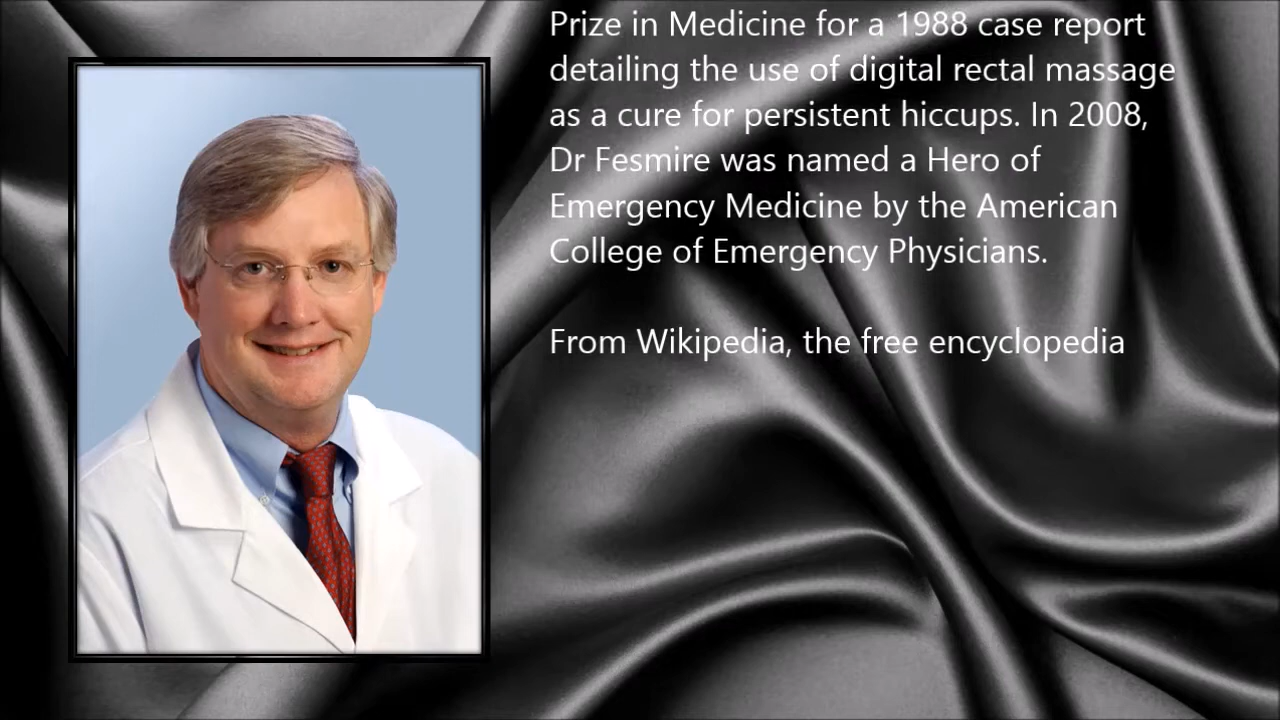 Prize in Medicine for a 1988 case report
detailing the use of digital rectal massage
as a cure for persistent hiccups. In 2008,
Dr Fesmire was named a Hero of
Emergency Medicine by the American
College of Emergency Physicians.
From Wikipedia, the free encyclopedia